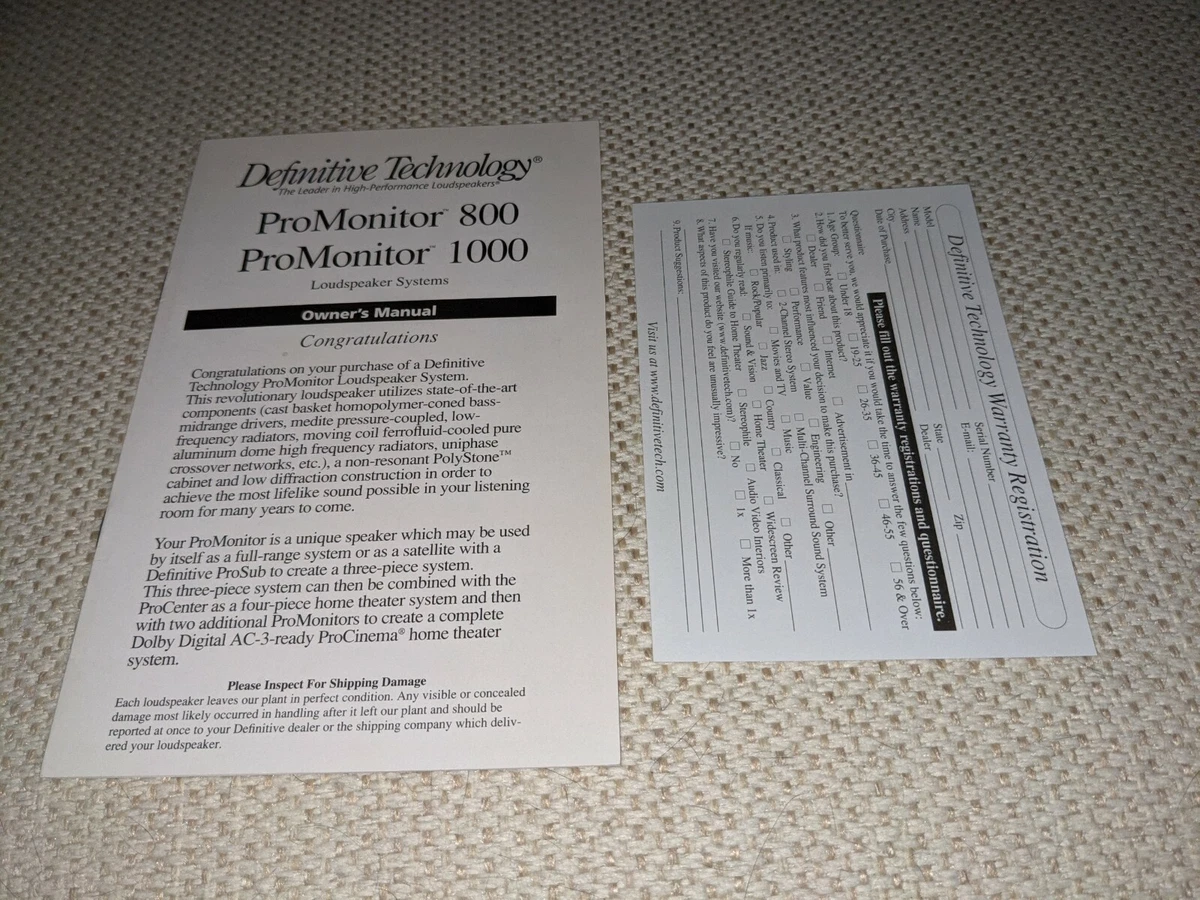 Definitive Technology®
The Leader in High-Performance Loudspeakers®
ProMonitor™ 800
ProMonitor™ 1000
Loudspeaker Systems
Owner's Manual
Congratulations
Congratulations on your purchase of a Definitive
Technology ProMonitor Loudspeaker System.
This revolutionary loudspeaker utilizes state-of-the-art
components (cast basket homopolymer-coned bass-
midrange drivers, medite pressure-coupled, low-
frequency radiators, moving coil ferrofluid-cooled pure
aluminum dome high frequency radiators, uniphase
crossover networks, etc.), a non-resonant PolyStone™
cabinet and low diffraction construction in order to
achieve the most lifelike sound possible in your listening
room for many years to come.
Your ProMonitor is a unique speaker which may be used
by itself as a full-range system or as a satellite with a
Definitive ProSub to create a three-piece system.
This three-piece system can then be combined with the
ProCenter as a four-piece home theater system and then
with two additional ProMonitors to create a complete
Dolby Digital AC-3-ready ProCinema® home theater
system.
Please Inspect For Shipping Damage
Each loudspeaker leaves our plant in perfect condition. Any visible or concealed
damage most likely occurred in handling after it left our plant and should be
reported at once to your Definitive dealer or the shipping company which deliv-
ered your loudspeaker.
Definitive Technology Warranty Registration
Model Serial Number
Name E-mail:
Address
City State Zip
Date of Purchase Dealer
Please fill out the warranty registrations and questionnaire.
Questionnaire
To better serve you, we would appreciate it if you would take the time to answer the few questions below:
1. Age Group: □ Under 18 □ 19-25 □ 26-35 □ 36-45 □ 46-55 □ 56 & Over
2. How did you first hear about this product?
□ Dealer □ Friend □ Internet □ Advertisement in □ Other
3. What product features most influenced your decision to make this purchase?
□ Styling □ Performance □ Value □ Engineering
4. Product used in: □ 2-Channel Stereo System □ Multi-Channel Surround Sound System
5. Do you listen primarily to: □ Movies and TV □ Music
If music: □ Rock/Popular □ Jazz □ Country □ Classical □ Other
6. Do you regularly read: □ Sound & Vision □ Home Theater □ Widescreen Review
□ Stereophile Guide to Home Theater □ Stereophile □ Audio Video Interiors
7. Have you visited our website (www.definitivetech.com)? □ No □ 1x □ More than 1x
8. What aspects of this product do you feel are unusually impressive?
9. Product Suggestions:
Visit us at www.definitivetech.com